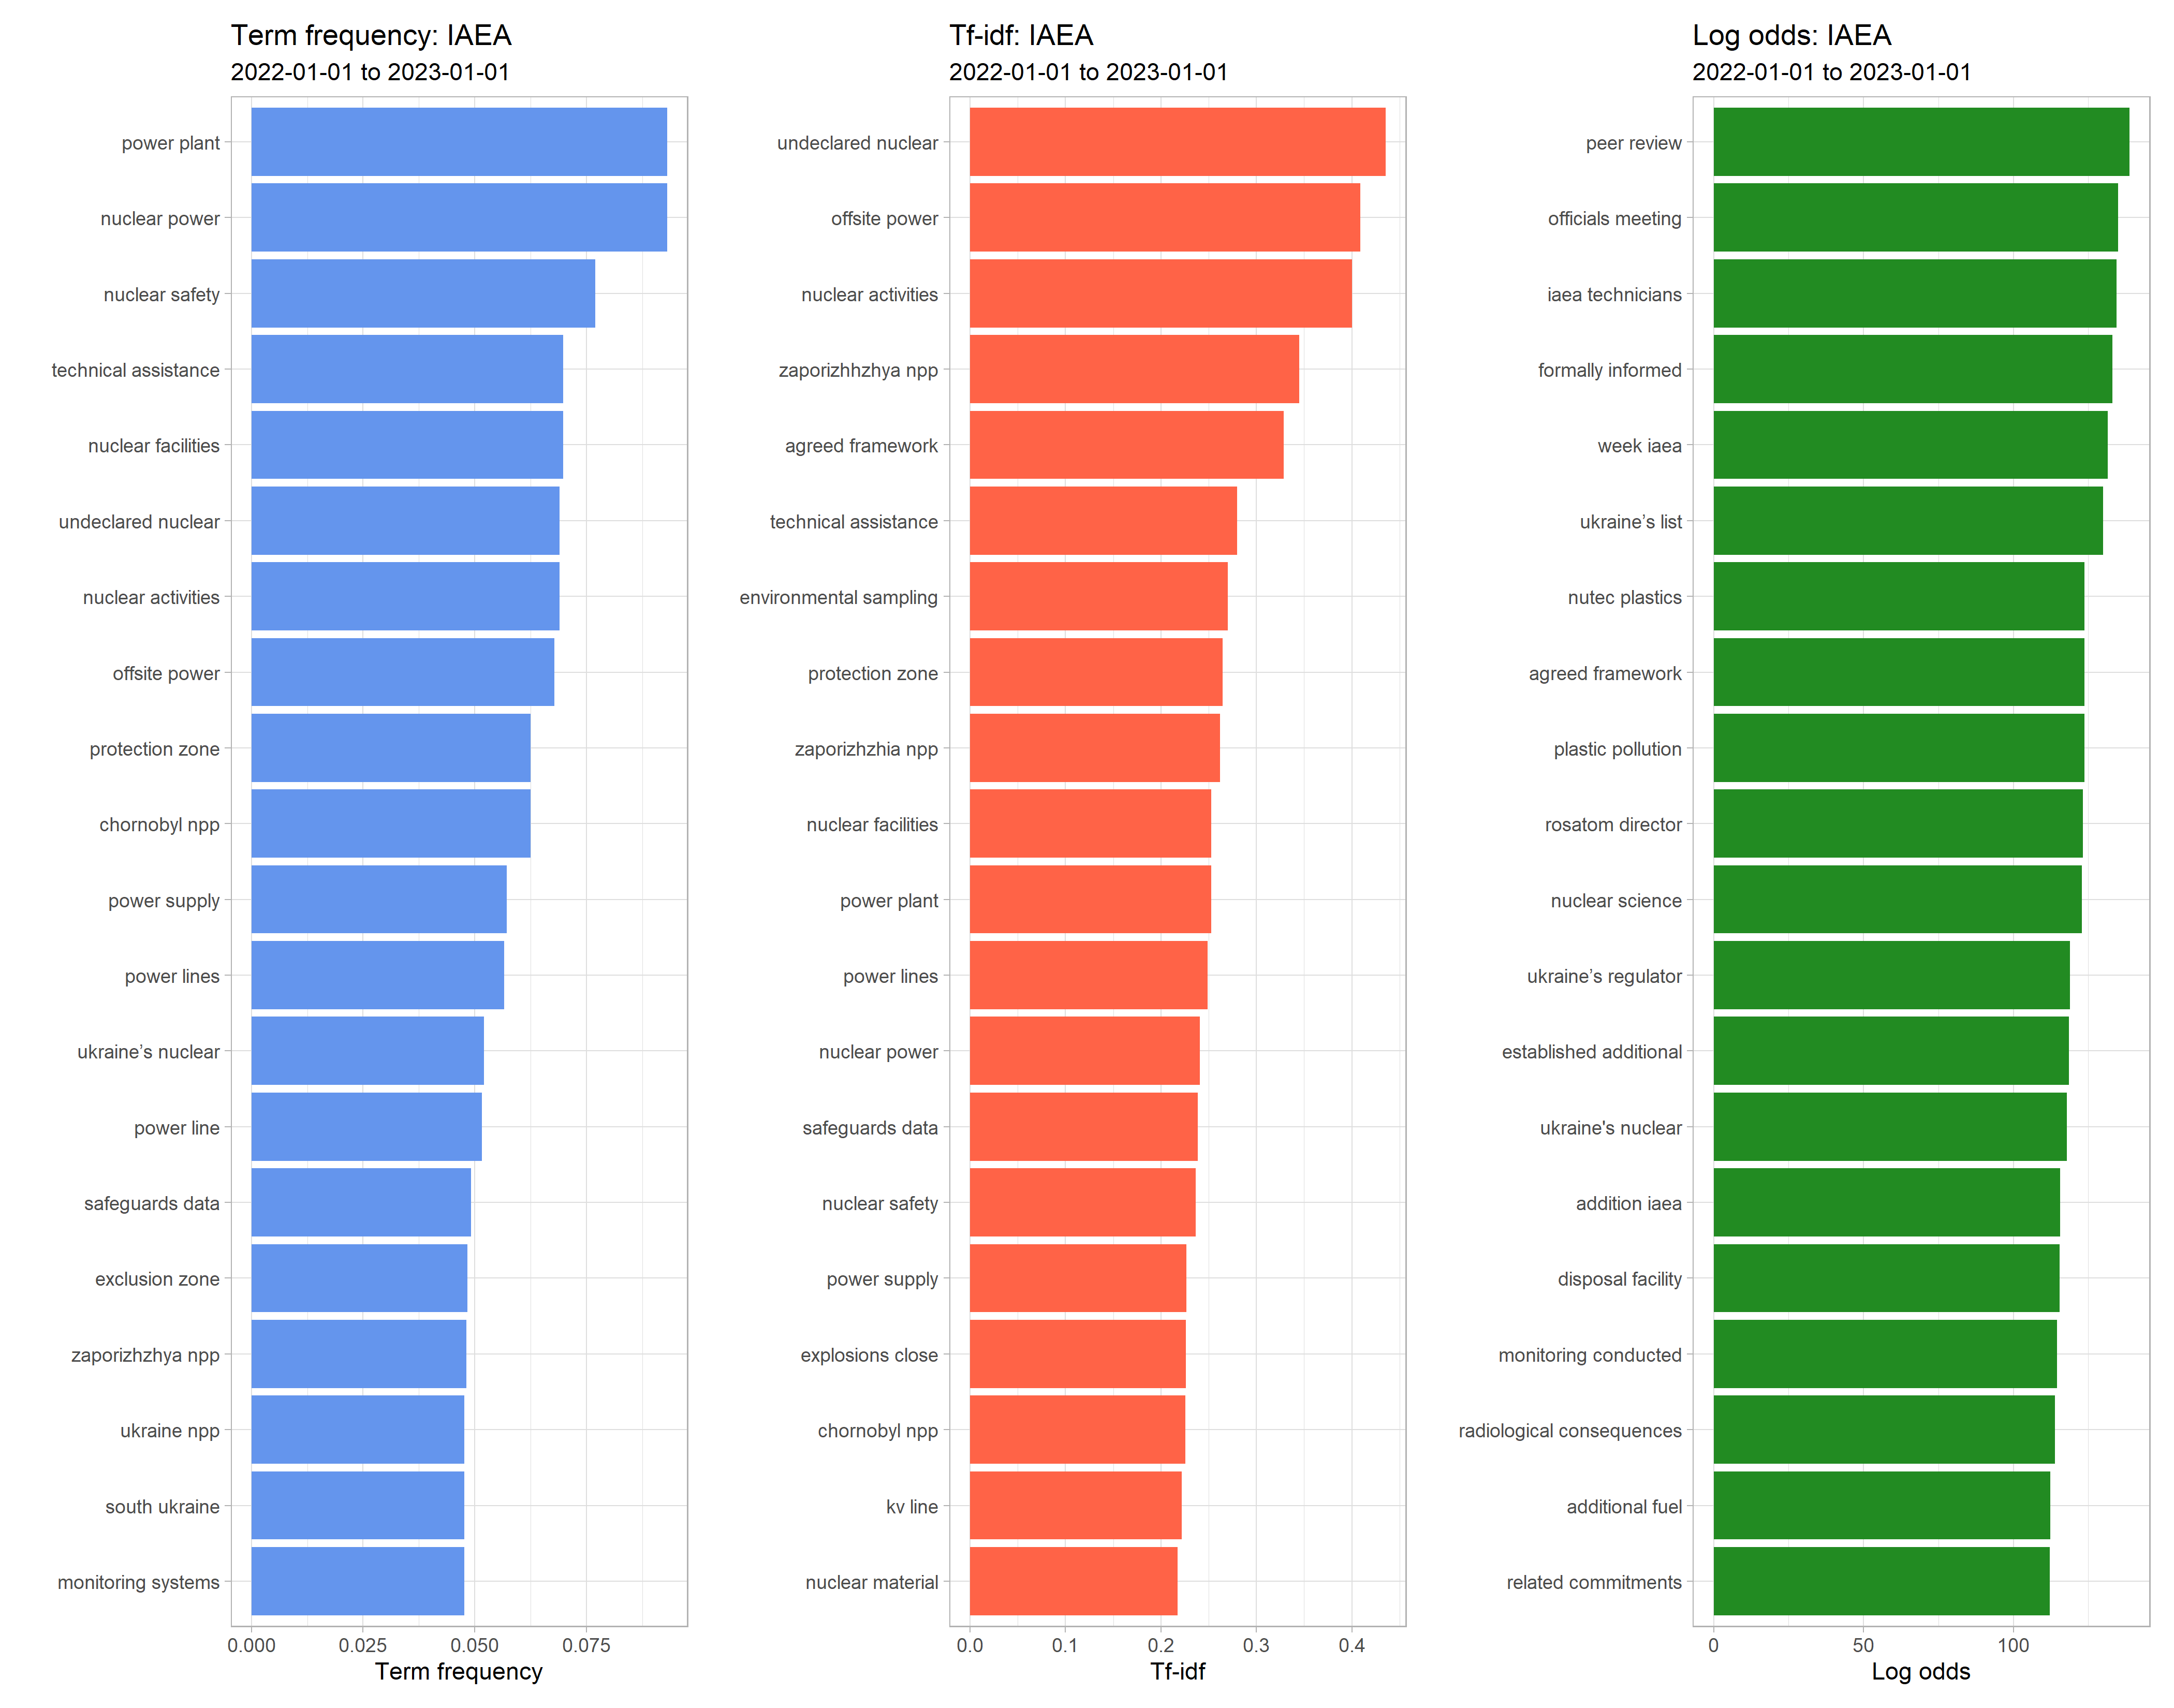 Term frequency: IAEA
2022-01-01 to 2023-01-01
power plant
nuclear power
nuclear safety
technical assistance
nuclear facilities
undeclared nuclear
nuclear activities
offsite power
protection zone
chornobyl npp
power supply
power lines
ukraine’s nuclear
power line
safeguards data
exclusion zone
zaporizhzhya npp
ukraine npp
south ukraine
monitoring systems
0.000 0.025 0.050 0.075
Term frequency
Tf-idf: IAEA
2022-01-01 to 2023-01-01
undeclared nuclear
offsite power
nuclear activities
zaporizhhzhya npp
agreed framework
technical assistance
environmental sampling
protection zone
zaporizhzhia npp
nuclear facilities
power plant
power lines
nuclear power
safeguards data
nuclear safety
power supply
explosions close
chornobyl npp
kv line
nuclear material
0.0 0.1 0.2 0.3 0.4
Tf-idf
Log odds: IAEA
2022-01-01 to 2023-01-01
peer review
officials meeting
iaea technicians
formally informed
week iaea
ukraine’s list
nutec plastics
agreed framework
plastic pollution
rosatom director
nuclear science
ukraine’s regulator
established additional
ukraine's nuclear
addition iaea
disposal facility
monitoring conducted
radiological consequences
additional fuel
related commitments
0 50 100
Log odds